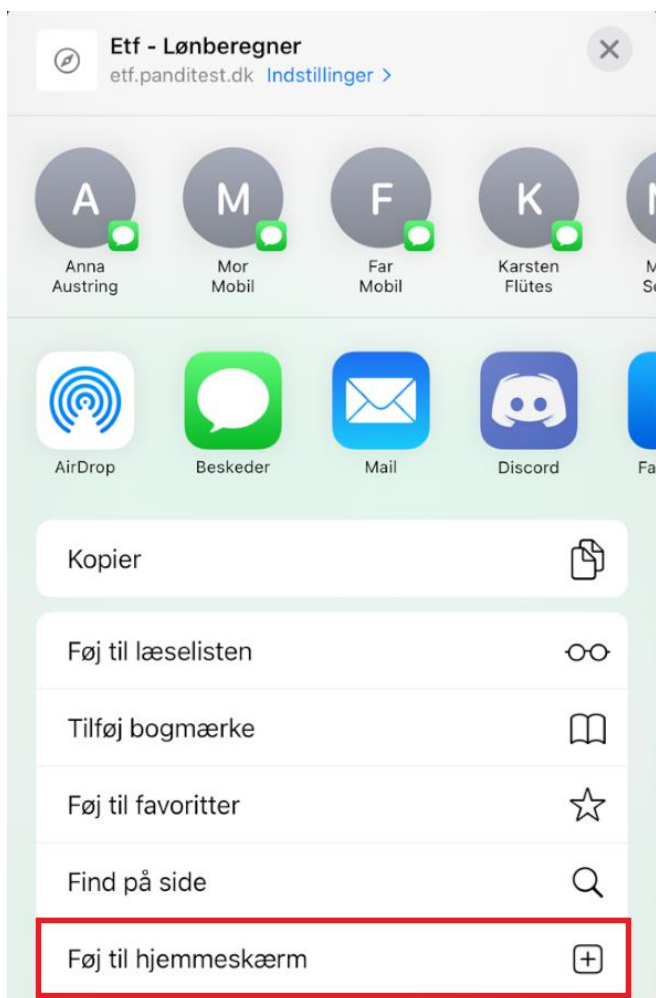 Etf - Lønberegner
etf.panditest.dk Indstillinger >
A M F K
Anna Mor Far Karsten
Austring Mobil Mobil Flütes
AirDrop Beskeder Mail Discord Fa
Kopier
Føj til læselisten
Tilføj bogmærke
Føj til favoritter
Find på side
Føj til hjemmeskærm